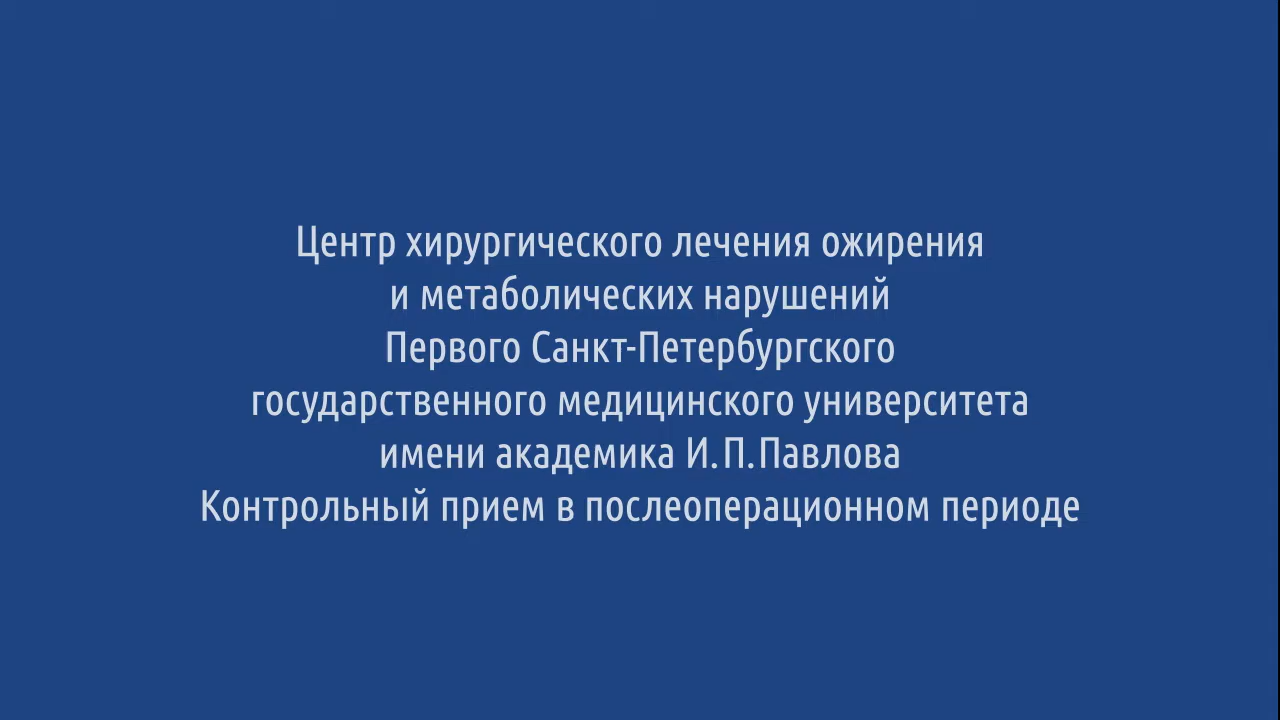 Центр хирургического лечения ожирения
и метаболических нарушений
Первого Санкт-Петербургского
государственного медицинского университета
имени академика И.П.Павлова
Контрольный прием в послеоперационном периоде